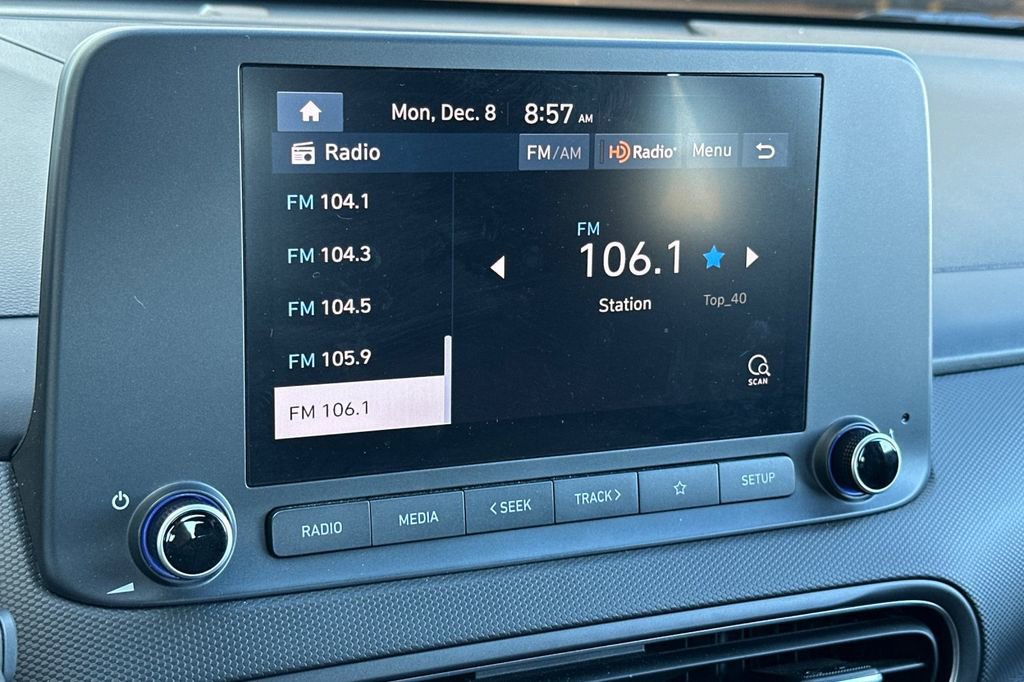 Mon, Dec. 8 8:57 AM
Radio FM/AM HD Radio Menu
FM 104.1
FM 104.3
FM 104.5
FM 105.9
FM 106.1
FM
106.1
Station Top_40
SCAN
RADIO MEDIA <SEEK TRACK> SETUP